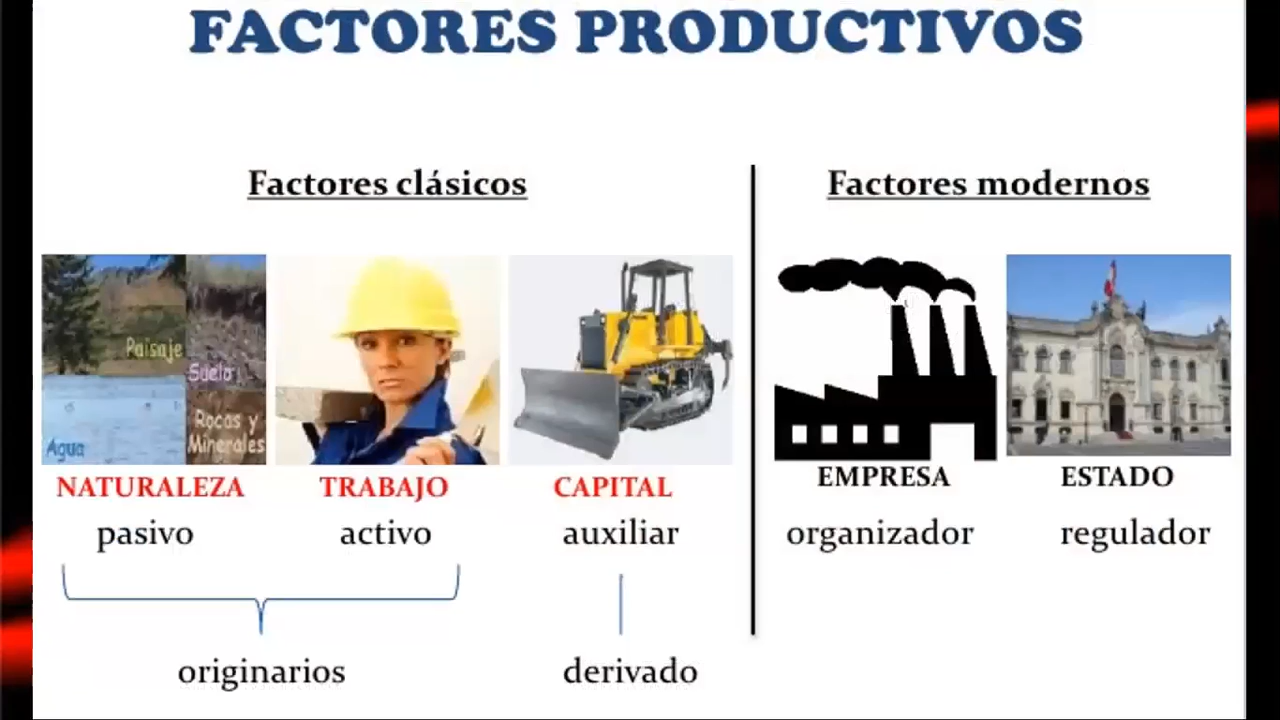 FACTORES PRODUCTIVOS
Factores clásicos
Factores modernos
Paisaje
Suelo
Agua
Rocas y
Minerales
NATURALEZA
TRABAJO
CAPITAL
EMPRESA
ESTADO
pasivo
activo
auxiliar
organizador
regulador
originarios
derivado